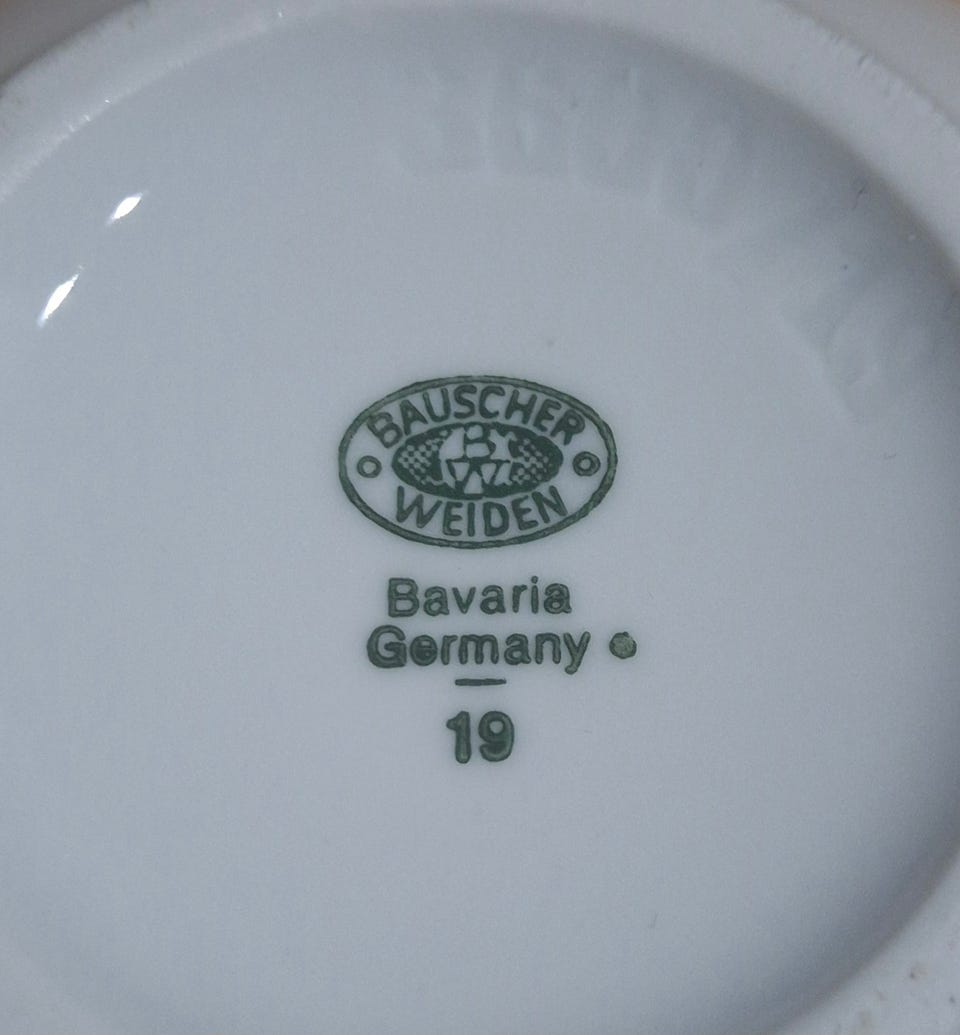 BAUSCHER
B
W
WEIDEN
Bavaria
Germany
19